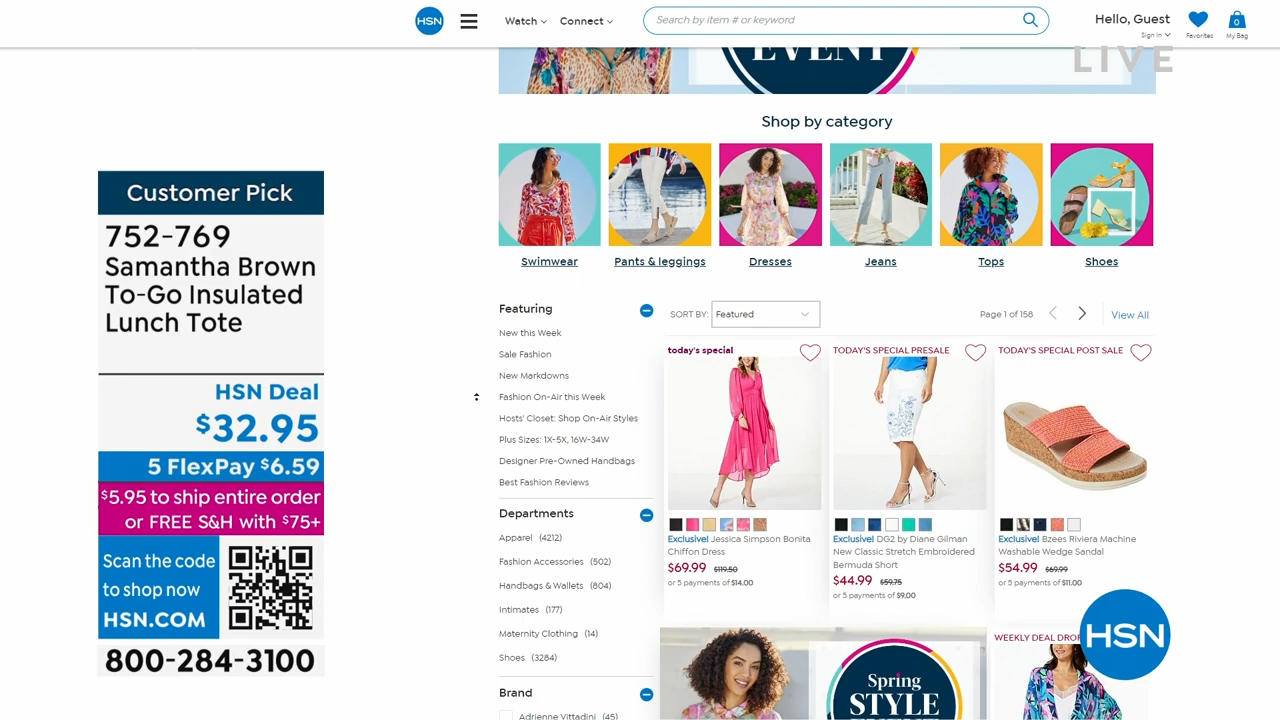 HSN
Watch
Connect
Search by item # or keyword
Hello, Guest
Sign in
Favorites
0
My Bag
LIVE
EVENT
Shop by category
Swimwear
Pants & leggings
Dresses
Jeans
Tops
Shoes
Customer Pick
752-769
Samantha Brown
To-Go Insulated
Lunch Tote
HSN Deal
$32.95
5 FlexPay $6.59
$5.95 to ship entire order
or FREE S&H with $75+
Scan the code
to shop now
HSN.COM
800-284-3100
Featuring
New this Week
Sale Fashion
New Markdowns
Fashion On-Air this Week
Hosts' Closet: Shop On-Air Styles
Plus Sizes: 1X-5X, 16W-34W
Designer Pre-Owned Handbags
Best Fashion Reviews
Departments
Apparel (4212)
Fashion Accessories (502)
Handbags & Wallets (804)
Intimates (177)
Maternity Clothing (14)
Shoes (3284)
Brand
Adrienne Vittadini (45)
SORT BY: Featured
Page 1 of 158
View All
today's special
Exclusive! Jessica Simpson Bonita
Chiffon Dress
$69.99 $119.50
or 5 payments of $14.00
TODAY'S SPECIAL PRESALE
Exclusive! DG2 by Diane Gilman
New Classic Stretch Embroidered
Bermuda Short
$44.99 $59.75
or 5 payments of $9.00
TODAY'S SPECIAL POST SALE
Exclusive! Bzees Riviera Machine
Washable Wedge Sandal
$54.99 $69.99
or 5 payments of $11.00
Spring
STYLE
EVENT
WEEKLY DEAL DROP
HSN